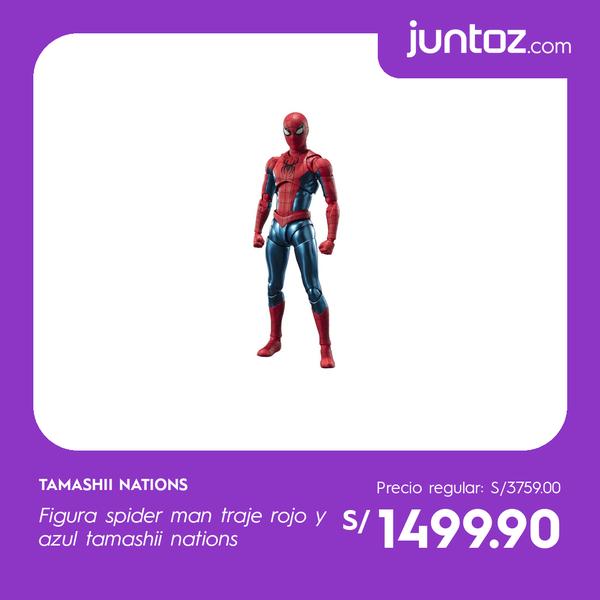 juntoz.com
TAMASHII NATIONS
Figura spider man traje rojo y
azul tamashii nations
Precio regular: S/3759.00
S/1499.90